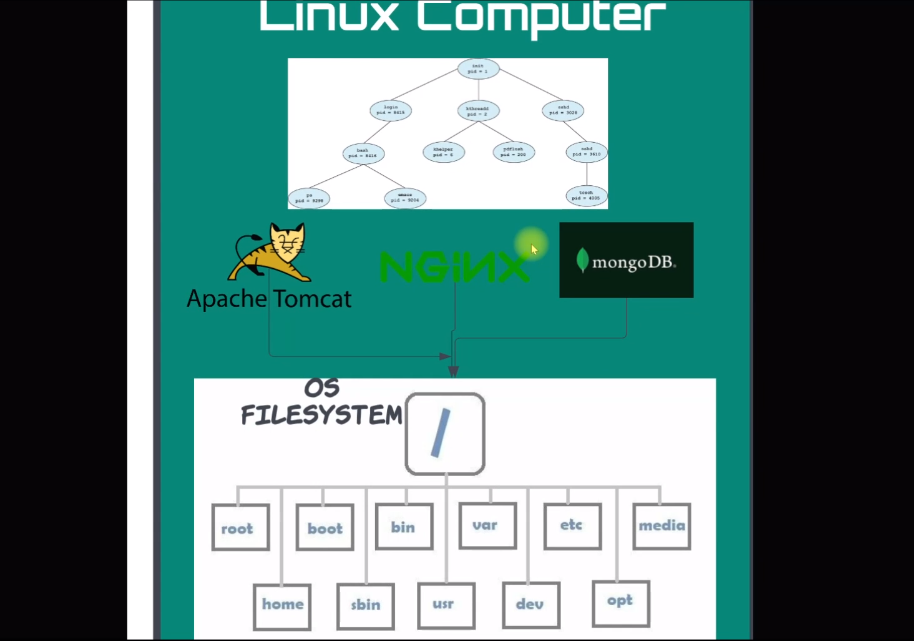 Linux Computer
init
pid = 1
login
pid = 8415
kthreadd
pid = 2
sshd
pid = 3028
bash
pid = 8416
khelper
pid = 6
pdflush
pid = 200
sshd
pid = 3610
ps
pid = 9298
emacs
pid = 9204
tcsch
pid = 4005
NGINX
mongoDB.
Apache Tomcat
OS
FILESYSTEM
/
root
boot
bin
var
etc
media
home
sbin
usr
dev
opt